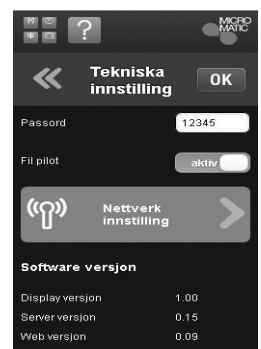 ?
MICRO
MATIC
Tekniska
innstilling
OK
Passord
12345
Fil pilot
aktiv
Nettverk
innstilling
Software versjon
Display versjon 1.00
Server versjon 0.15
Web versjon 0.09